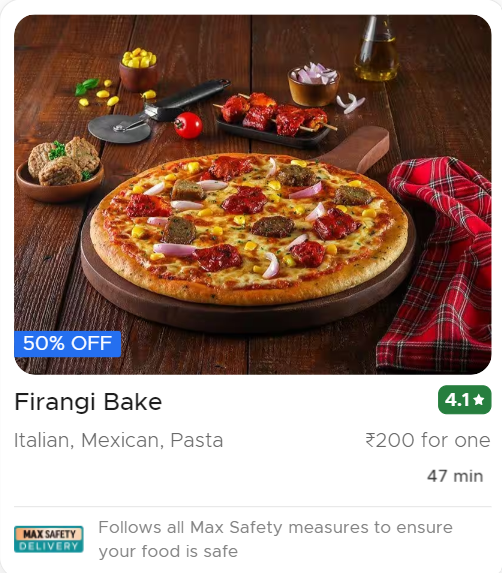 50% OFF
Firangi Bake
4.1★
Italian, Mexican, Pasta
₹200 for one
47 min
MAX SAFETY
DELIVERY
Follows all Max Safety measures to ensure
your food is safe